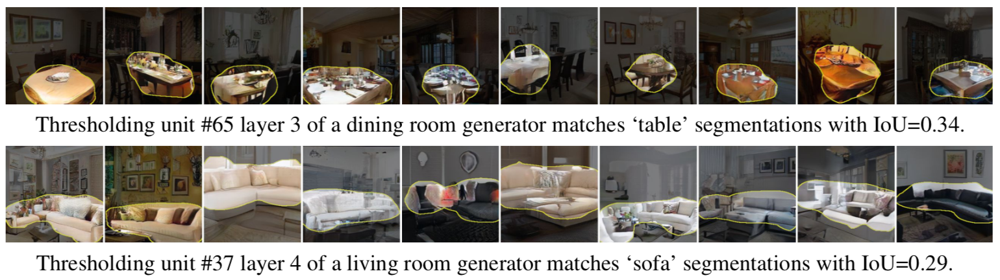 Thresholding unit #65 layer 3 of a dining room generator matches ‘table’ segmentations with IoU=0.34.
Thresholding unit #37 layer 4 of a living room generator matches ‘sofa’ segmentations with IoU=0.29.